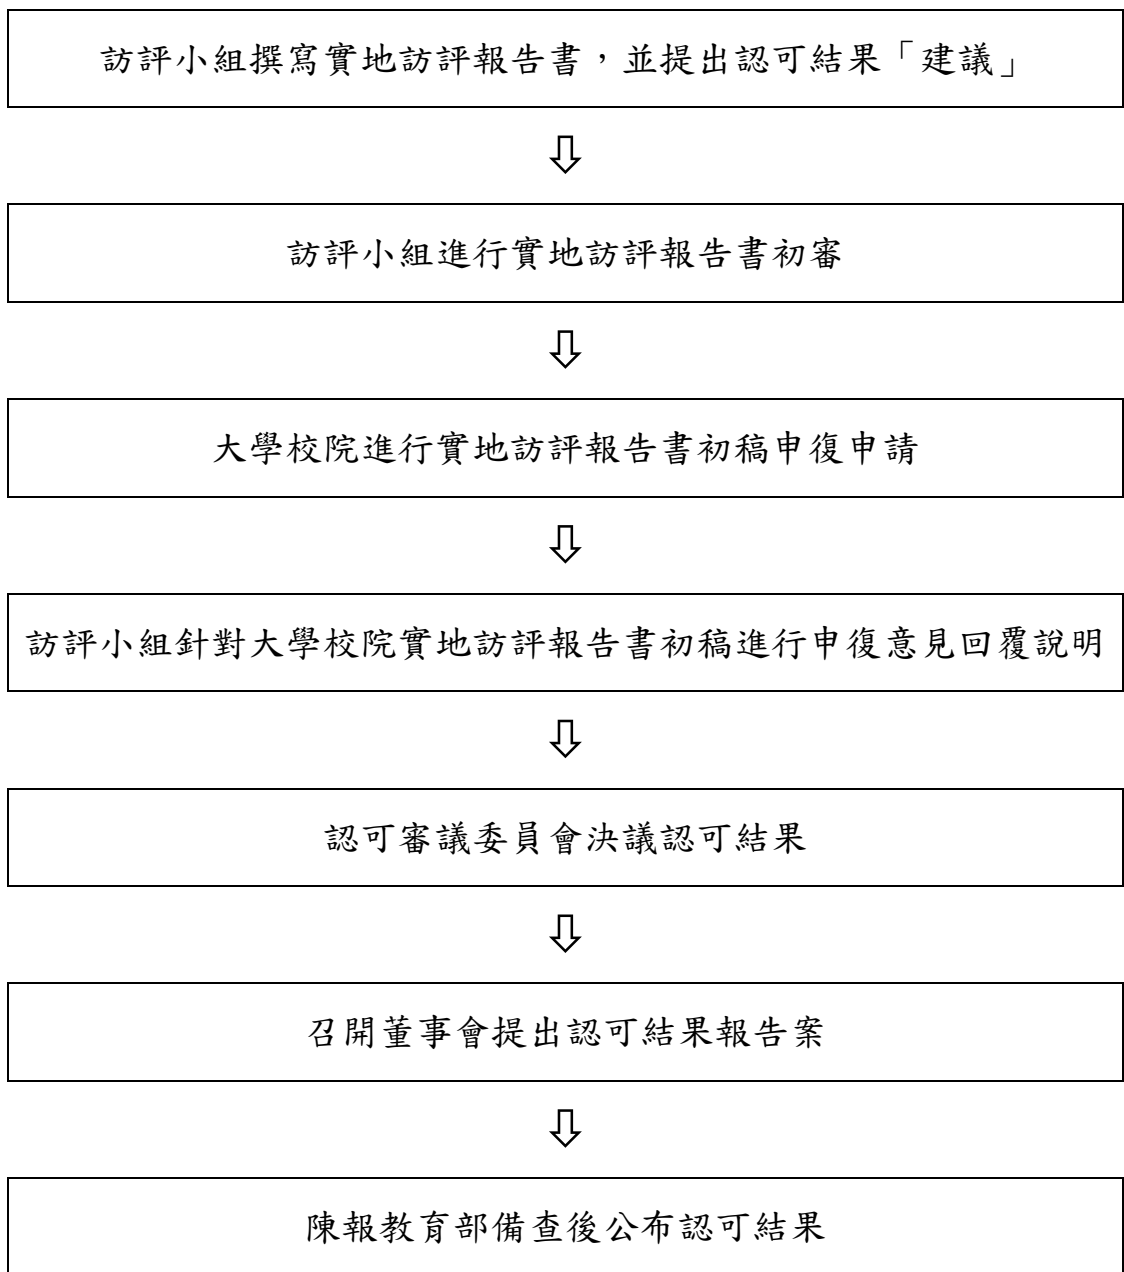 訪評小組撰寫實地訪評報告書，並提出認可結果「建議」
⇩
訪評小組進行實地訪評報告書初審
⇩
大學校院進行實地訪評報告書初稿申復申請
⇩
訪評小組針對大學校院實地訪評報告書初稿進行申復意見回覆說明
⇩
認可審議委員會決議認可結果
⇩
召開董事會提出認可結果報告案
⇩
陳報教育部備查後公布認可結果